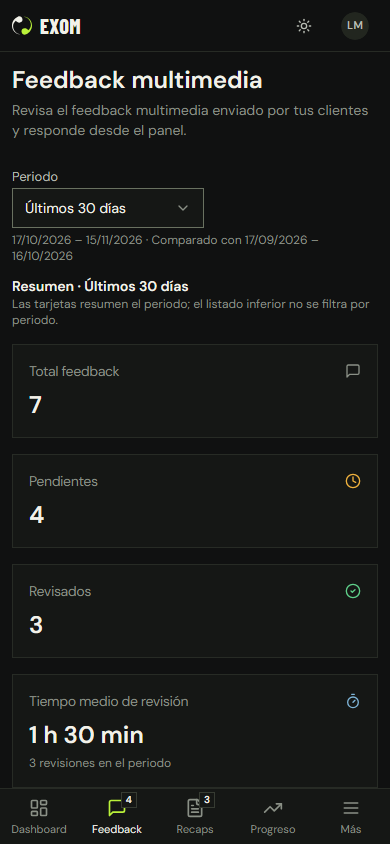 EXOM
LM
Feedback multimedia
Revisa el feedback multimedia enviado por tus clientes
y responde desde el panel.
Periodo
Últimos 30 días
17/10/2026 – 15/11/2026 · Comparado con 17/09/2026 –
16/10/2026
Resumen · Últimos 30 días
Las tarjetas resumen el periodo; el listado inferior no se filtra por
periodo.
Total feedback
7
Pendientes
4
Revisados
3
Tiempo medio de revisión
1 h 30 min
3 revisiones en el periodo
4
3
Dashboard
Feedback
Recaps
Progreso
Más